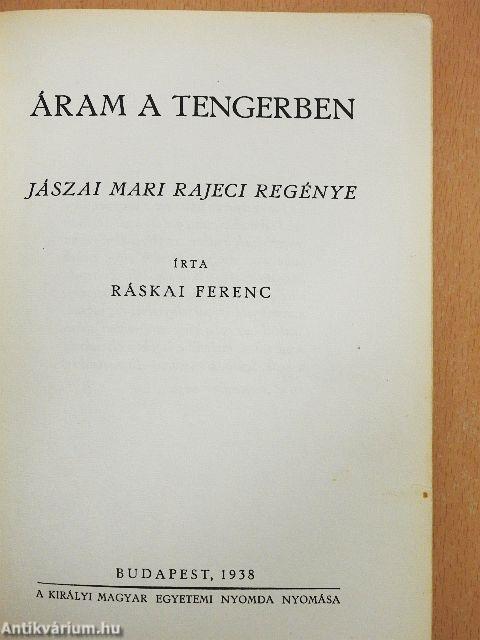 ÁRAM A TENGERBEN
JÁSZAI MARI RAJECI REGÉNYE
ÍRTA
RÁSKAI FERENC
BUDAPEST, 1938
A KIRÁLYI MAGYAR EGYETEMI NYOMDA NYOMÁSA
Antikvárium.hu